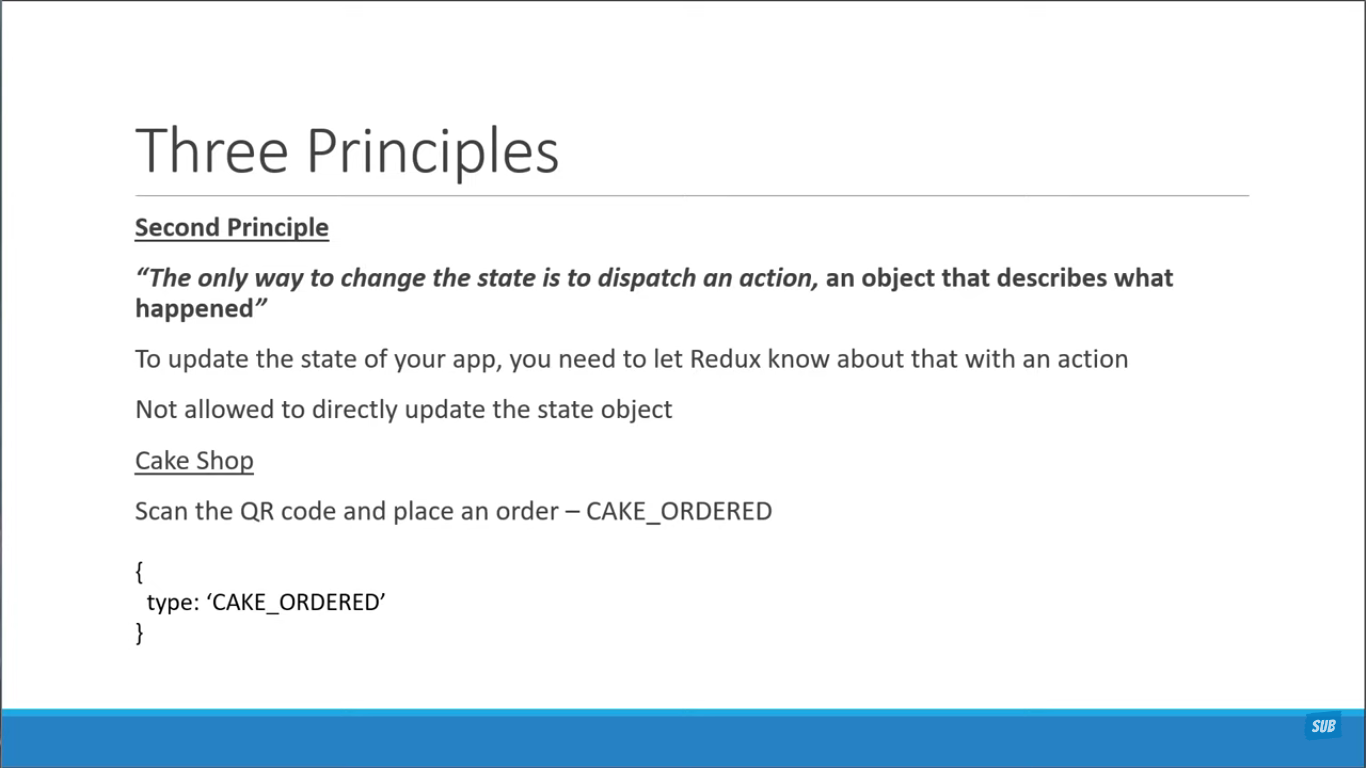 Three Principles
Second Principle
“The only way to change the state is to dispatch an action, an object that describes what
happened”
To update the state of your app, you need to let Redux know about that with an action
Not allowed to directly update the state object
Cake Shop
Scan the QR code and place an order – CAKE_ORDERED
{
type: ‘CAKE_ORDERED’
}
SUB